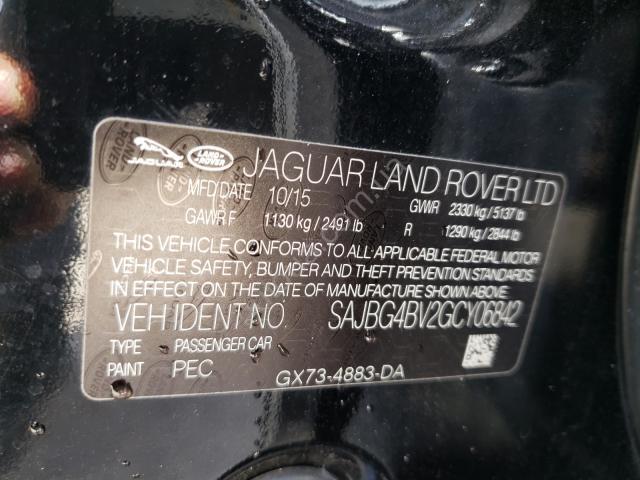 JAGUAR LAND ROVER JAGUAR LAND ROVER LTD
MFD/DATE 10/15 GVWR 2330 kg / 5137 lb
GAWR F 1130 kg / 2491 lb R 1290 kg / 2844 lb
THIS VEHICLE CONFORMS TO ALL APPLICABLE FEDERAL MOTOR
VEHICLE SAFETY, BUMPER AND THEFT PREVENTION STANDARDS
IN EFFECT ON THE DATE OF MANUFACTURE SHOWN ABOVE.
VEH IDENT NO. SAJBG4BV2GCY06842
TYPE PASSENGER CAR
PAINT PEC GX73-4883-DA